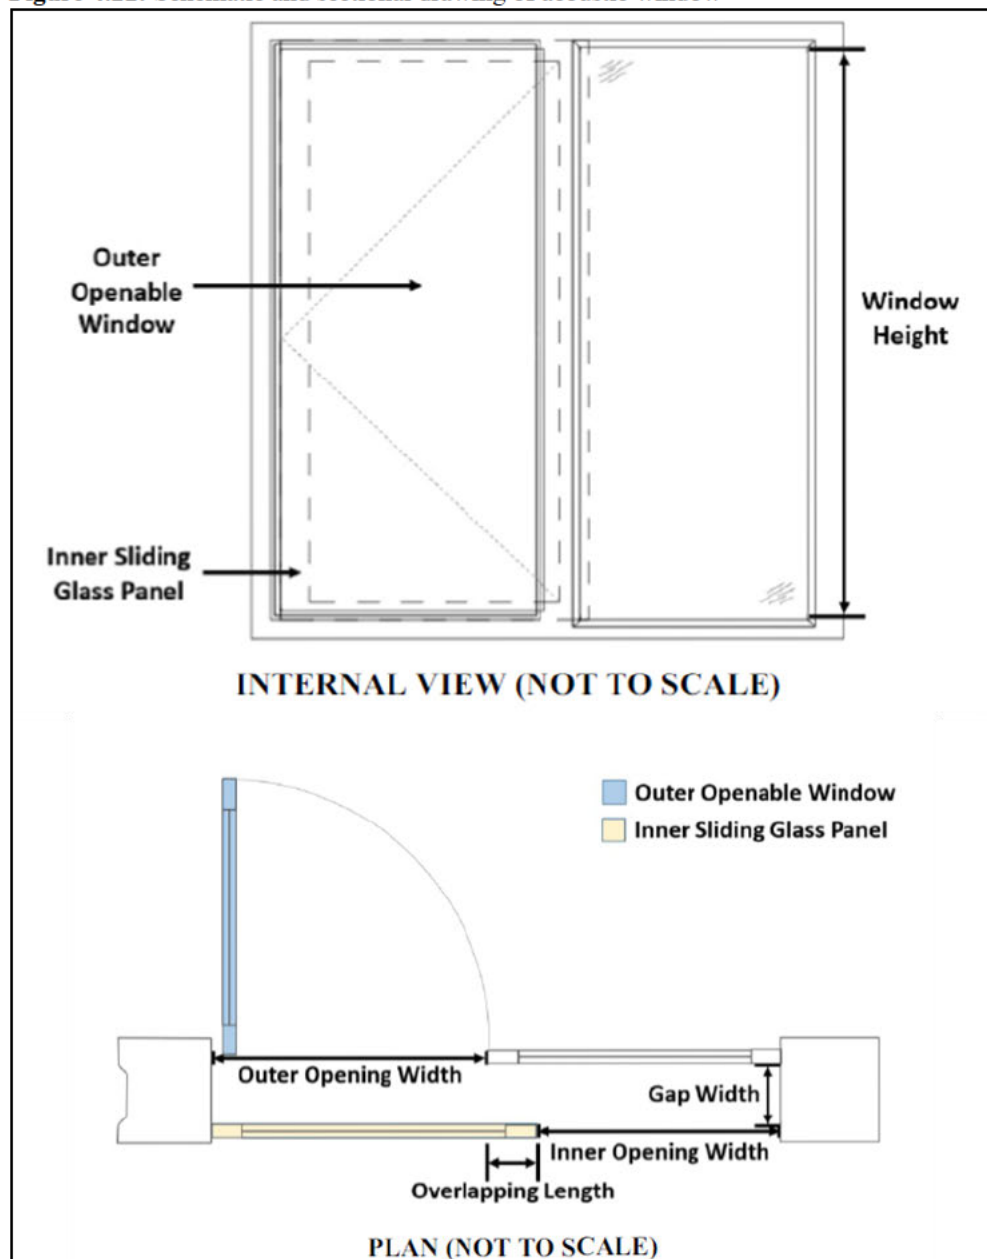 Outer
Openable
Window
Window
Height
Inner Sliding
Glass Panel
INTERNAL VIEW (NOT TO SCALE)
Outer Openable Window
Inner Sliding Glass Panel
Outer Opening Width
Gap Width
Inner Opening Width
Overlapping Length
PLAN (NOT TO SCALE)